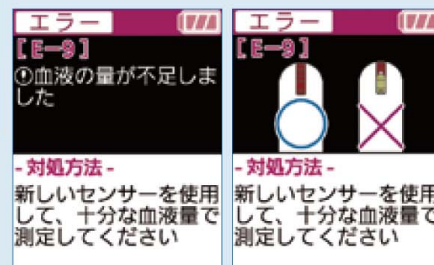 エラー
[E-9]
①血液の量が不足しま
した
- 対処方法 -
新しいセンサーを使用
して、十分な血液量で
測定してください
エラー
[E-9]
- 対処方法 -
新しいセンサーを使用
して、十分な血液量で
測定してください